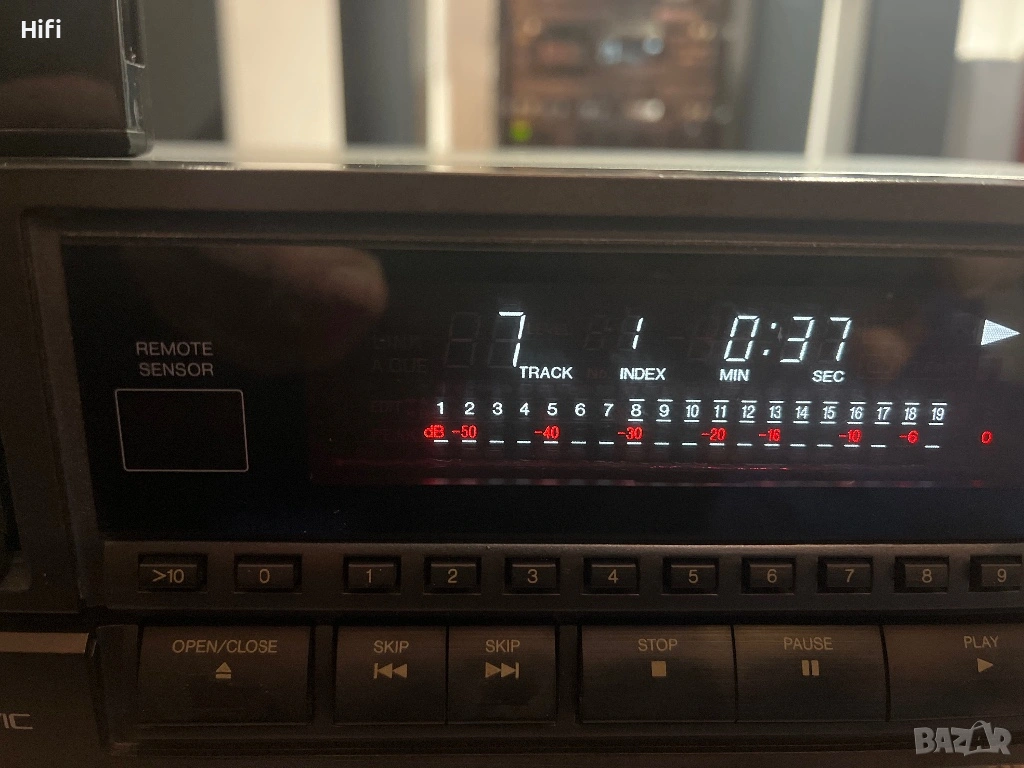 Hifi
REMOTE
SENSOR
7 1 0:37
TRACK INDEX MIN SEC
1 2 3 4 5 6 7 8 9 10 11 12 13 14 15 16 17 18 19
dB -50 -40 -30 -20 -16 -10 -6 0
>10 0 1 2 3 4 5 6 7 8 9
OPEN/CLOSE SKIP SKIP STOP PAUSE PLAY
BAZAR